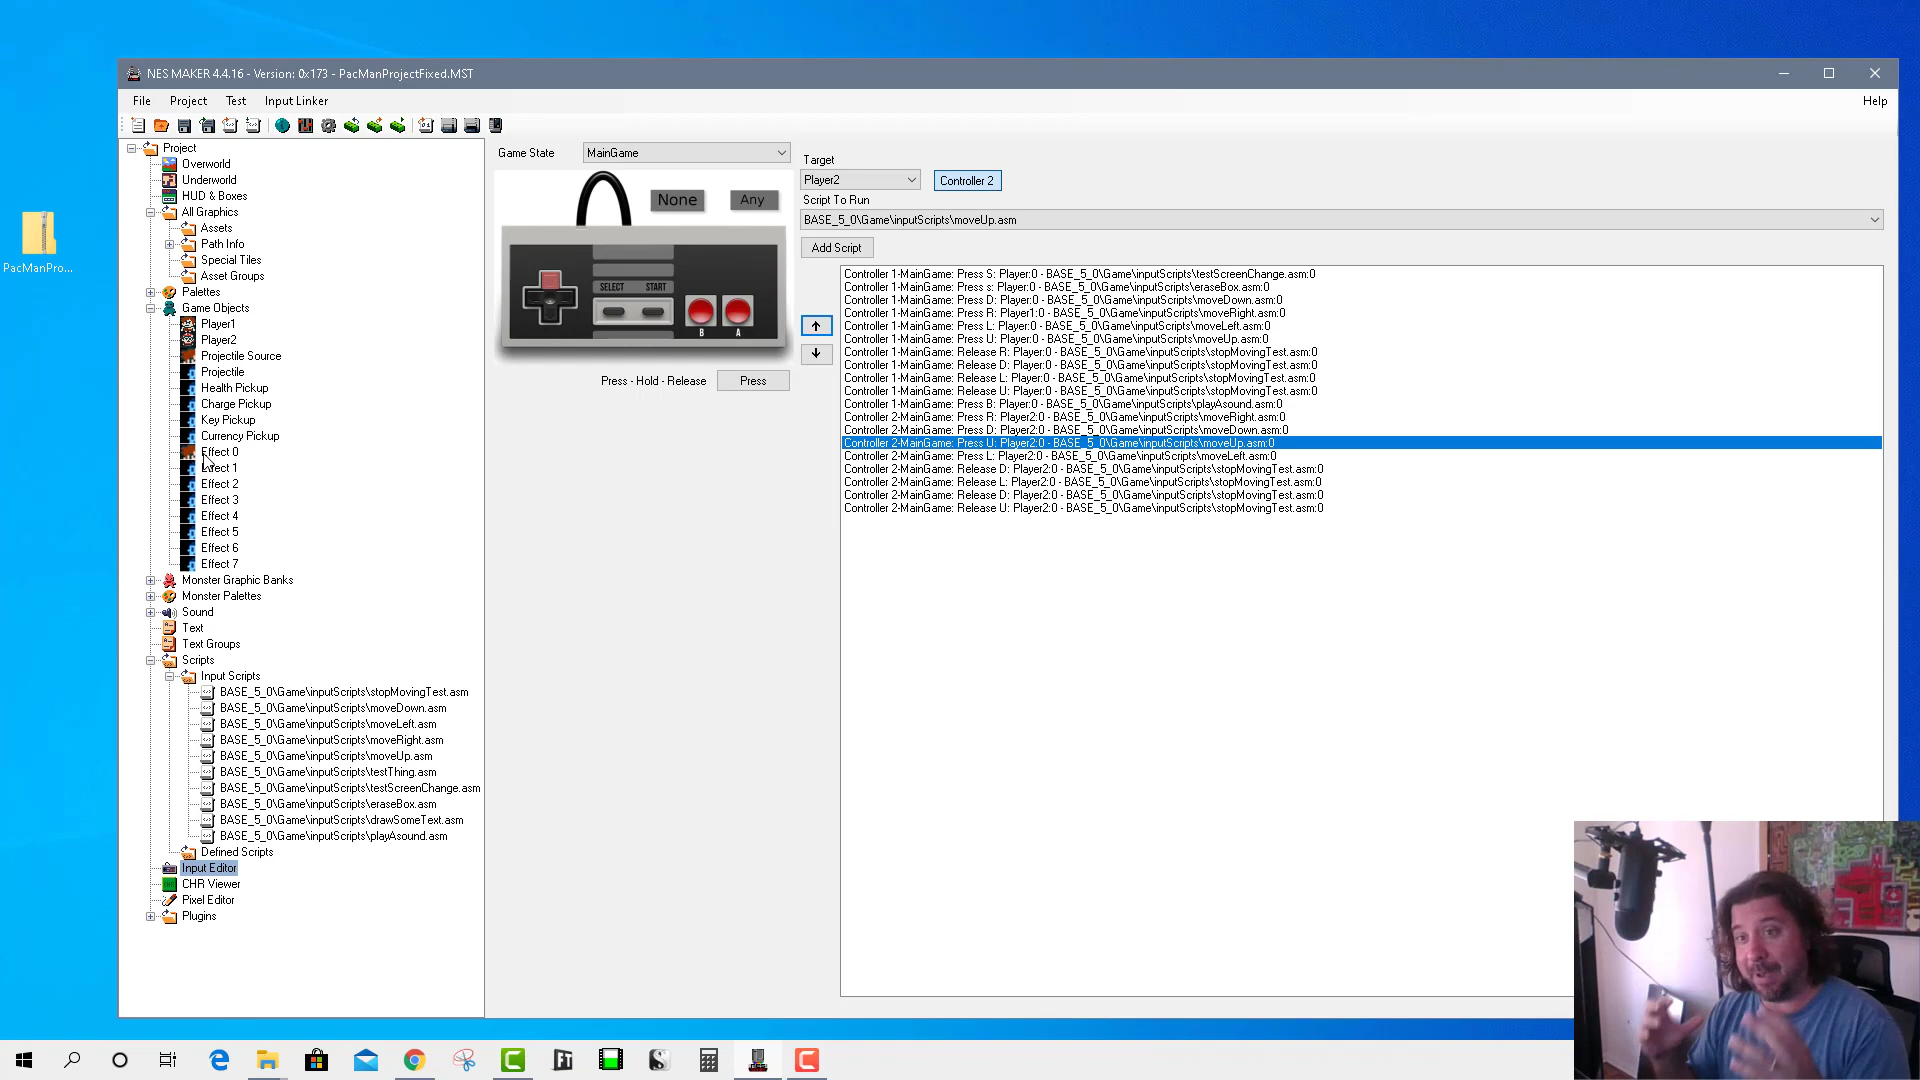 NES MAKER 4.4.16 - Version: 0x173 - PacManProjectFixed.MST
File Project Test Input Linker Help
Project
Overworld
Underworld
HUD & Boxes
All Graphics
Assets
Path Info
Special Tiles
Asset Groups
Palettes
Game Objects
Player1
Player2
Projectile Source
Projectile
Health Pickup
Charge Pickup
Key Pickup
Currency Pickup
Effect 0
Effect 1
Effect 2
Effect 3
Effect 4
Effect 5
Effect 6
Effect 7
Monster Graphic Banks
Monster Palettes
Sound
Text
Text Groups
Scripts
Input Scripts
BASE_5_0\Game\inputScripts\stopMovingTest.asm
BASE_5_0\Game\inputScripts\moveDown.asm
BASE_5_0\Game\inputScripts\moveLeft.asm
BASE_5_0\Game\inputScripts\moveRight.asm
BASE_5_0\Game\inputScripts\moveUp.asm
BASE_5_0\Game\inputScripts\testThing.asm
BASE_5_0\Game\inputScripts\testScreenChange.asm
BASE_5_0\Game\inputScripts\eraseBox.asm
BASE_5_0\Game\inputScripts\drawSomeText.asm
BASE_5_0\Game\inputScripts\playAsound.asm
Defined Scripts
Input Editor
CHR Viewer
Pixel Editor
Plugins
PacManPro...
Game State MainGame
None Any
SELECT START
B A
Press - Hold - Release Press
Target
Player2 Controller 2
Script To Run
BASE_5_0\Game\inputScripts\moveUp.asm
Add Script
Controller 1-MainGame: Press S: Player:0 - BASE_5_0\Game\inputScripts\testScreenChange.asm:0
Controller 1-MainGame: Press s: Player:0 - BASE_5_0\Game\inputScripts\eraseBox.asm:0
Controller 1-MainGame: Press D: Player:0 - BASE_5_0\Game\inputScripts\moveDown.asm:0
Controller 1-MainGame: Press R: Player1:0 - BASE_5_0\Game\inputScripts\moveRight.asm:0
Controller 1-MainGame: Press L: Player:0 - BASE_5_0\Game\inputScripts\moveLeft.asm:0
Controller 1-MainGame: Press U: Player:0 - BASE_5_0\Game\inputScripts\moveUp.asm:0
Controller 1-MainGame: Release R: Player:0 - BASE_5_0\Game\inputScripts\stopMovingTest.asm:0
Controller 1-MainGame: Release D: Player:0 - BASE_5_0\Game\inputScripts\stopMovingTest.asm:0
Controller 1-MainGame: Release L: Player:0 - BASE_5_0\Game\inputScripts\stopMovingTest.asm:0
Controller 1-MainGame: Release U: Player:0 - BASE_5_0\Game\inputScripts\stopMovingTest.asm:0
Controller 1-MainGame: Press B: Player:0 - BASE_5_0\Game\inputScripts\playAsound.asm:0
Controller 2-MainGame: Press R: Player2:0 - BASE_5_0\Game\inputScripts\moveRight.asm:0
Controller 2-MainGame: Press D: Player2:0 - BASE_5_0\Game\inputScripts\moveDown.asm:0
Controller 2-MainGame: Press U: Player2:0 - BASE_5_0\Game\inputScripts\moveUp.asm:0
Controller 2-MainGame: Press L: Player2:0 - BASE_5_0\Game\inputScripts\moveLeft.asm:0
Controller 2-MainGame: Release D: Player2:0 - BASE_5_0\Game\inputScripts\stopMovingTest.asm:0
Controller 2-MainGame: Release L: Player2:0 - BASE_5_0\Game\inputScripts\stopMovingTest.asm:0
Controller 2-MainGame: Release D: Player2:0 - BASE_5_0\Game\inputScripts\stopMovingTest.asm:0
Controller 2-MainGame: Release U: Player2:0 - BASE_5_0\Game\inputScripts\stopMovingTest.asm:0